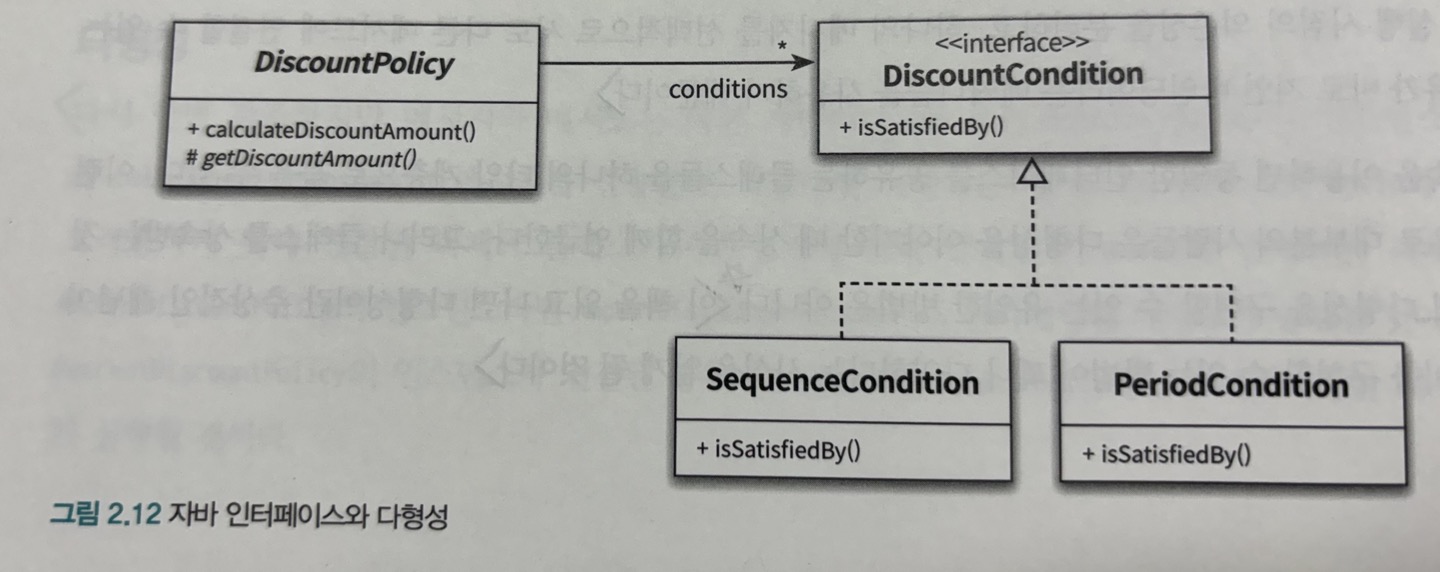 DiscountPolicy
+ calculateDiscountAmount()
# getDiscountAmount()
*
conditions
<<interface>>
DiscountCondition
+ isSatisfiedBy()
SequenceCondition
+ isSatisfiedBy()
PeriodCondition
+ isSatisfiedBy()
그림 2.12 자바 인터페이스와 다형성